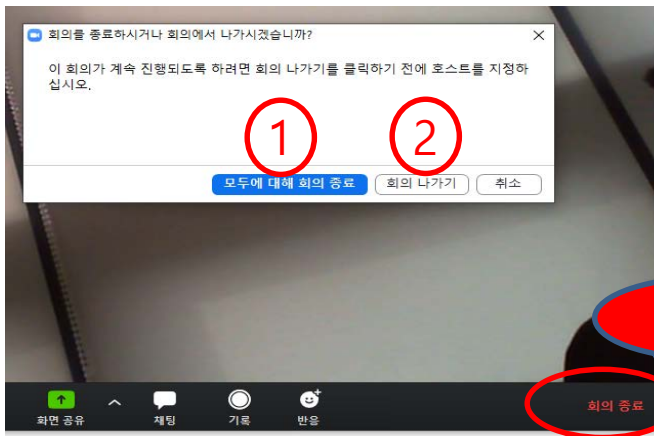 회의를 종료하시거나 회의에서 나가시겠습니까?
이 회의가 계속 진행되도록 하려면 회의 나가기를 클릭하기 전에 호스트를 지정하
십시오.
1 2
모두에 대해 회의 종료 회의 나가기 취소
화면 공유 채팅 기록 반응 회의 종료